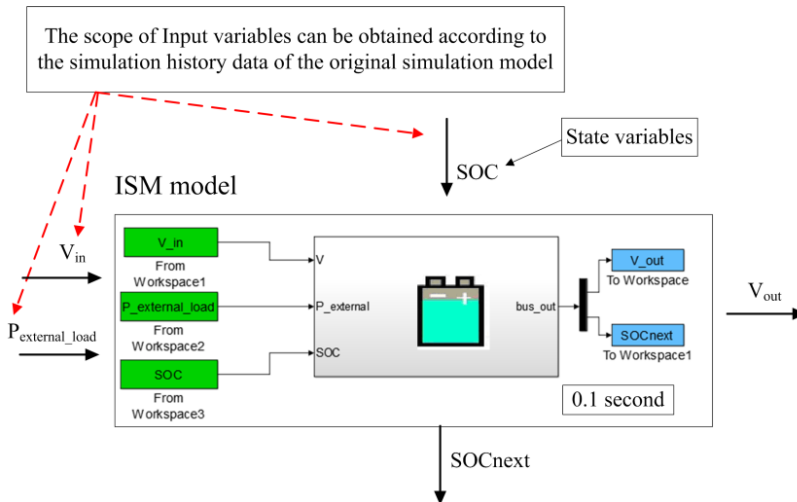 The scope of Input variables can be obtained according to
the simulation history data of the original simulation model
State variables
SOC
ISM model
V_in
From
Workspace1
P_external_load
From
Workspace2
SOC
From
Workspace3
V
P_external
SOC
bus_out
V_out
To Workspace
SOCnext
To Workspace1
0.1 second
Vin
Pexternal_load
Vout
SOCnext